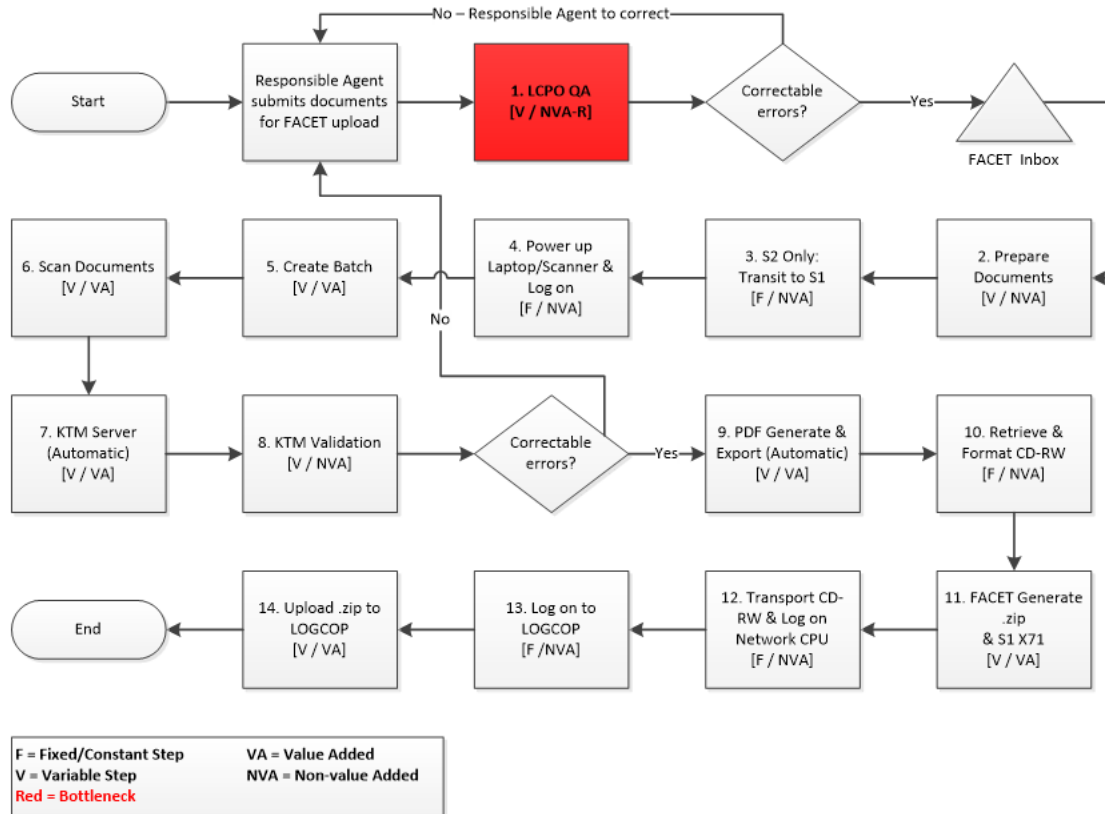 No – Responsible Agent to correct
Start
Responsible Agent
submits documents
for FACET upload
1. LCPO QA
[V / NVA-R]
Correctable
errors?
Yes
FACET Inbox
6. Scan Documents
[V / VA]
5. Create Batch
[V / VA]
4. Power up
Laptop/Scanner &
Log on
[F / NVA]
3. S2 Only:
Transit to S1
[F / NVA]
2. Prepare
Documents
[V / NVA]
No
7. KTM Server
(Automatic)
[V / VA]
8. KTM Validation
[V / NVA]
Correctable
errors?
Yes
9. PDF Generate &
Export (Automatic)
[V / VA]
10. Retrieve &
Format CD-RW
[F / NVA]
End
14. Upload .zip to
LOGCOP
[V / VA]
13. Log on to
LOGCOP
[F /NVA]
12. Transport CD-
RW & Log on
Network CPU
[F / NVA]
11. FACET Generate
.zip
& S1 X71
[V / VA]
F = Fixed/Constant Step VA = Value Added
V = Variable Step NVA = Non-value Added
Red = Bottleneck